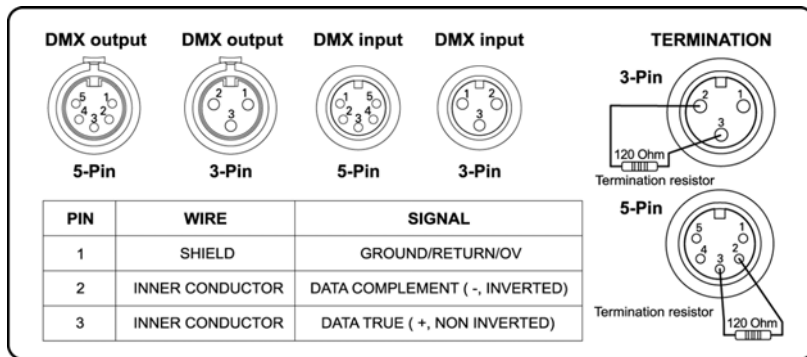 DMX output DMX output DMX input DMX input
5 1 4 2 3
2 1 3
1 5 2 4 3
1 2 3
5-Pin 3-Pin 5-Pin 3-Pin
PIN WIRE SIGNAL
1 SHIELD GROUND/RETURN/OV
2 INNER CONDUCTOR DATA COMPLEMENT ( -, INVERTED)
3 INNER CONDUCTOR DATA TRUE ( +, NON INVERTED)
TERMINATION
3-Pin
2 1
3
120 Ohm
Termination resistor
5-Pin
5 1
4 2
3
Termination resistor
120 Ohm